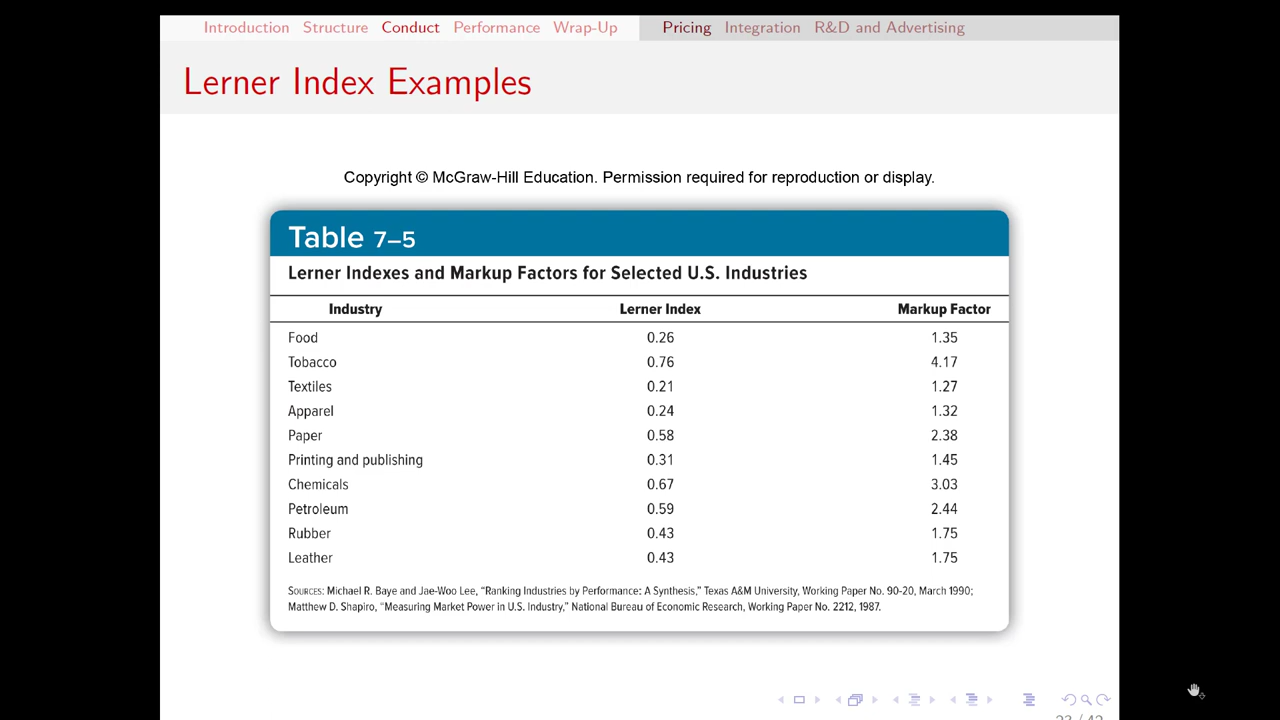 Introduction Structure Conduct Performance Wrap-Up Pricing Integration R&D and Advertising
Lerner Index Examples
Copyright © McGraw-Hill Education. Permission required for reproduction or display.
Table 7–5
Lerner Indexes and Markup Factors for Selected U.S. Industries
Industry Lerner Index Markup Factor
Food 0.26 1.35
Tobacco 0.76 4.17
Textiles 0.21 1.27
Apparel 0.24 1.32
Paper 0.58 2.38
Printing and publishing 0.31 1.45
Chemicals 0.67 3.03
Petroleum 0.59 2.44
Rubber 0.43 1.75
Leather 0.43 1.75
SOURCES: Michael R. Baye and Jae-Woo Lee, “Ranking Industries by Performance: A Synthesis,” Texas A&M University, Working Paper No. 90-20, March 1990;
Matthew D. Shapiro, “Measuring Market Power in U.S. Industry,” National Bureau of Economic Research, Working Paper No. 2212, 1987.